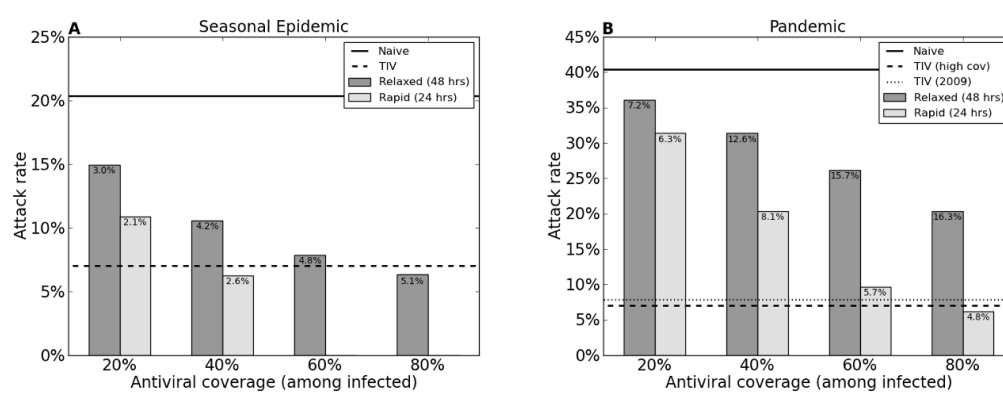 A
Seasonal Epidemic
25%
20%
15%
10%
5%
0%
Attack rate
Naive
TIV
Relaxed (48 hrs)
Rapid (24 hrs)
3.0%
2.1%
4.2%
2.6%
4.8%
5.1%
20%
40%
60%
80%
Antiviral coverage (among infected)
B
Pandemic
45%
40%
35%
30%
25%
20%
15%
10%
5%
0%
Attack rate
Naive
TIV (high cov)
TIV (2009)
Relaxed (48 hrs)
Rapid (24 hrs)
7.2%
6.3%
12.6%
8.1%
15.7%
5.7%
16.3%
4.8%
20%
40%
60%
80%
Antiviral coverage (among infected)